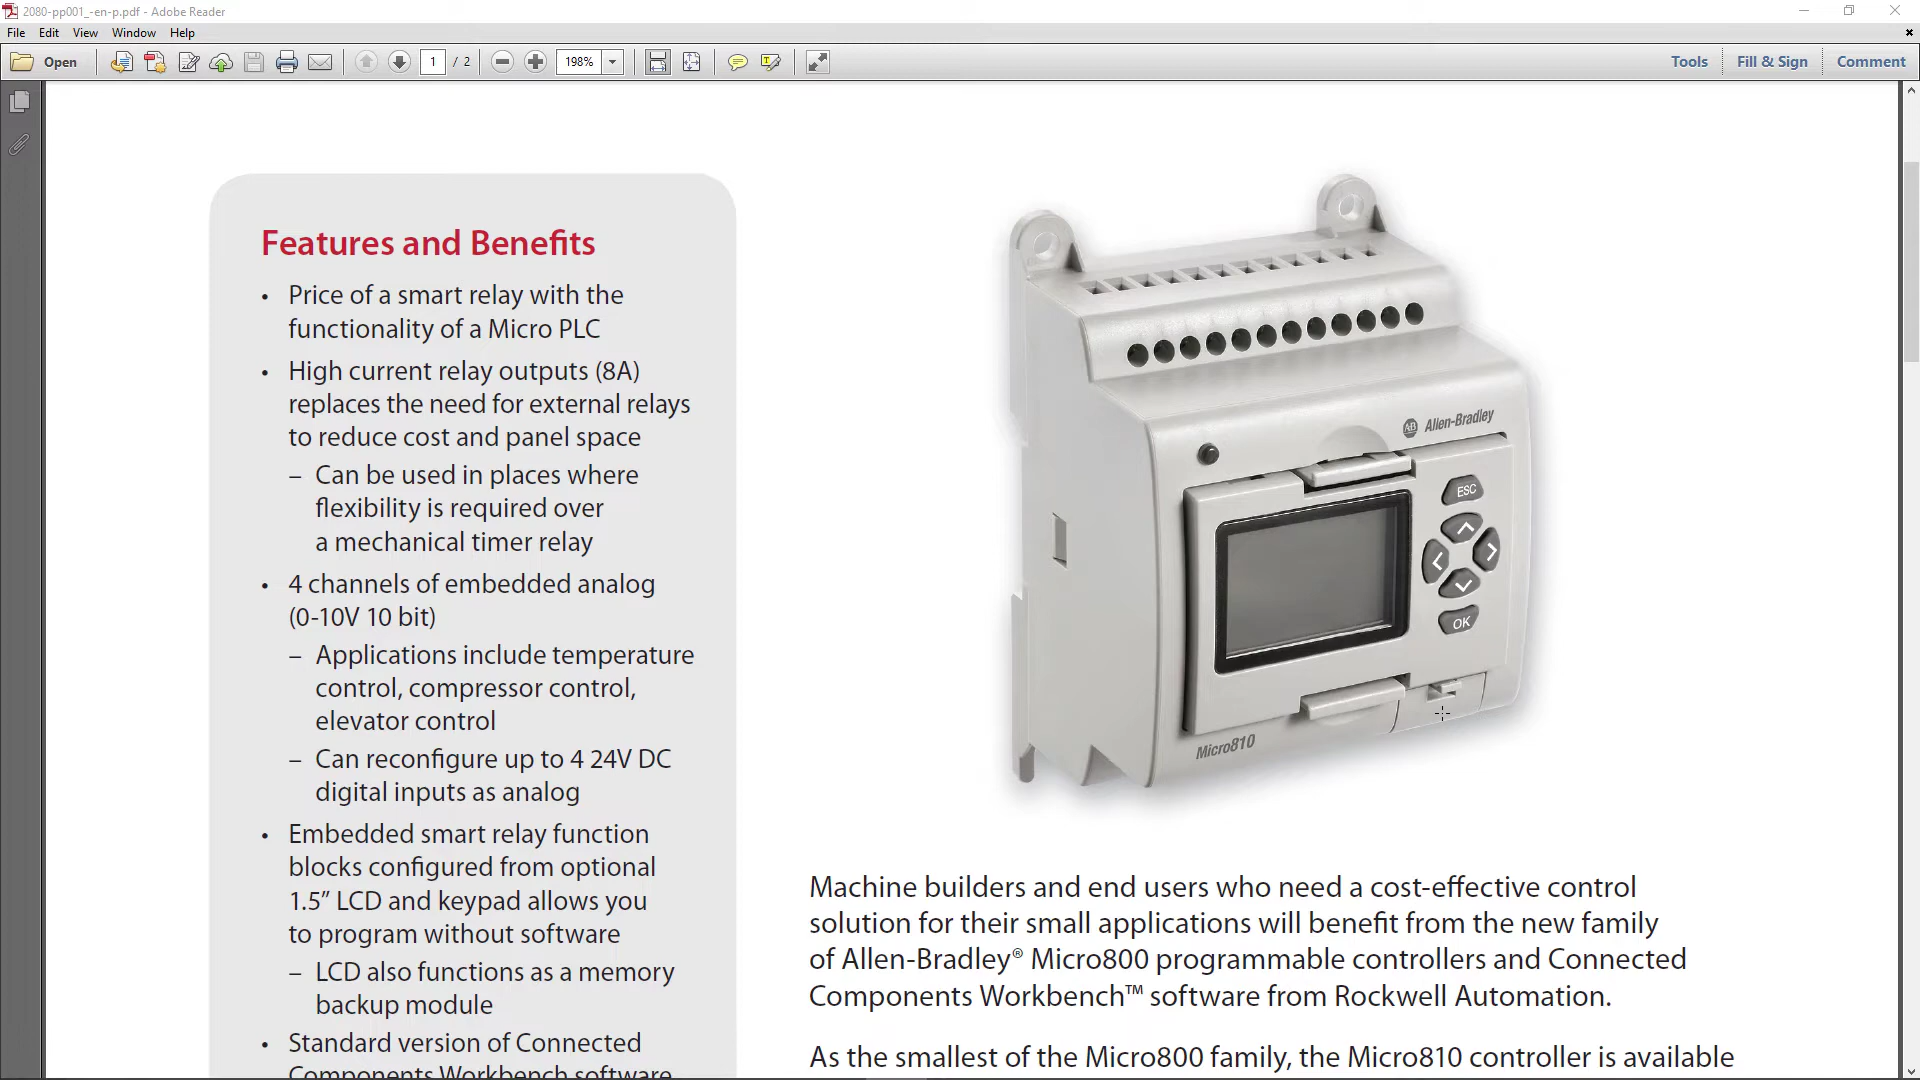 2080-pp001_-en-p.pdf - Adobe Reader
File Edit View Window Help
Open 1 / 2 198% Tools Fill & Sign Comment
Features and Benefits
• Price of a smart relay with the
functionality of a Micro PLC
• High current relay outputs (8A)
replaces the need for external relays
to reduce cost and panel space
– Can be used in places where
flexibility is required over
a mechanical timer relay
• 4 channels of embedded analog
(0-10V 10 bit)
– Applications include temperature
control, compressor control,
elevator control
– Can reconfigure up to 4 24V DC
digital inputs as analog
• Embedded smart relay function
blocks configured from optional
1.5” LCD and keypad allows you
to program without software
– LCD also functions as a memory
backup module
• Standard version of Connected
Components Workbench software
AB Allen-Bradley
ESC
OK
Micro810
Machine builders and end users who need a cost-effective control
solution for their small applications will benefit from the new family
of Allen-Bradley® Micro800 programmable controllers and Connected
Components Workbench™ software from Rockwell Automation.
As the smallest of the Micro800 family, the Micro810 controller is available